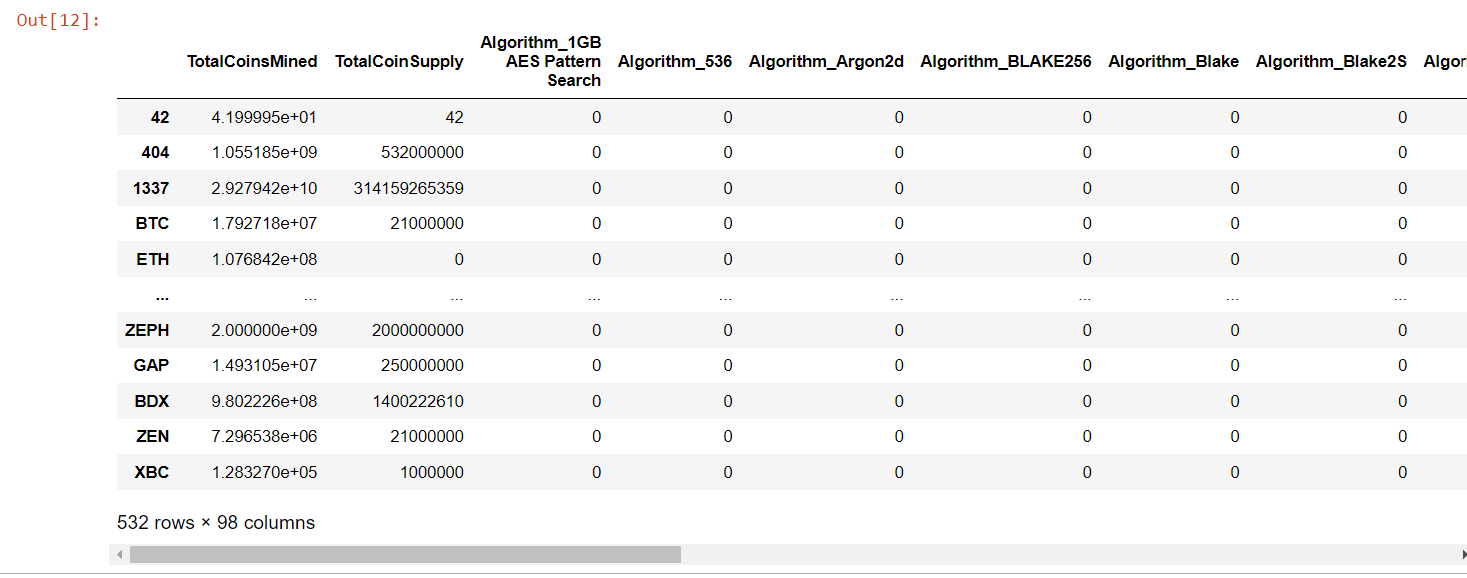 Out[12]:
TotalCoinsMined TotalCoinSupply Algorithm_1GB AES Pattern Search Algorithm_536 Algorithm_Argon2d Algorithm_BLAKE256 Algorithm_Blake Algorithm_Blake2S Algor
42 4.199995e+01 42 0 0 0 0 0 0
404 1.055185e+09 532000000 0 0 0 0 0 0
1337 2.927942e+10 314159265359 0 0 0 0 0 0
BTC 1.792718e+07 21000000 0 0 0 0 0 0
ETH 1.076842e+08 0 0 0 0 0 0 0
... ... ... ... ... ... ... ... ...
ZEPH 2.000000e+09 2000000000 0 0 0 0 0 0
GAP 1.493105e+07 250000000 0 0 0 0 0 0
BDX 9.802226e+08 1400222610 0 0 0 0 0 0
ZEN 7.296538e+06 21000000 0 0 0 0 0 0
XBC 1.283270e+05 1000000 0 0 0 0 0 0
532 rows × 98 columns